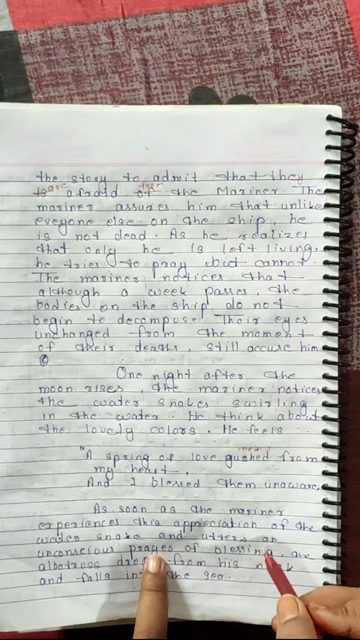 the story to admit that they
is are afraid of the Mariner. The
mariner assures him that unlike
eveyone else on the ship, he
is not dead. As he realizes
that only he is left living,
he tries to pray but cannot
The mariner notices that
although a week passes, the
bodies on the ship do not
begin to decompose. Their eyes
unchanged from the moment
of their deaths, still accuse him
One night after the
moon rises, the mariner notices
the water snakes swirling
in the water. He think about
the lovely colors. He feels
"A spring of love gushed from
my heart.
And I blessed them unaware;
As soon as the mariner
experiences this appreciation of the
water snake and utters an
unconscious prayer of blessing, the
albatross from his neck
and falls the sea.